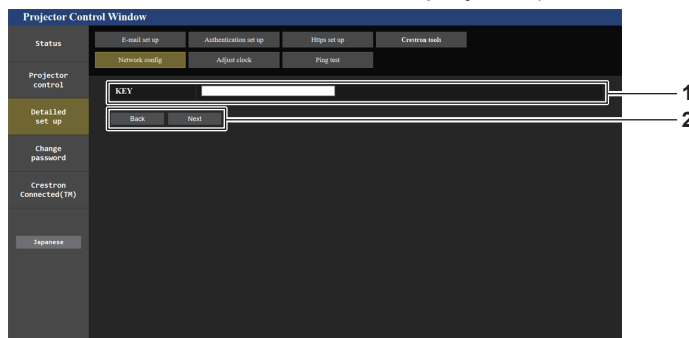 Projector Control Window
Status
E-mail set up
Authentication set up
Https set up
Crestron tools
Network config
Adjust clock
Ping test
Projector
control
KEY
1
Back
Next
2
Detailed
set up
Change
password
Crestron
Connected(TM)
Japanese